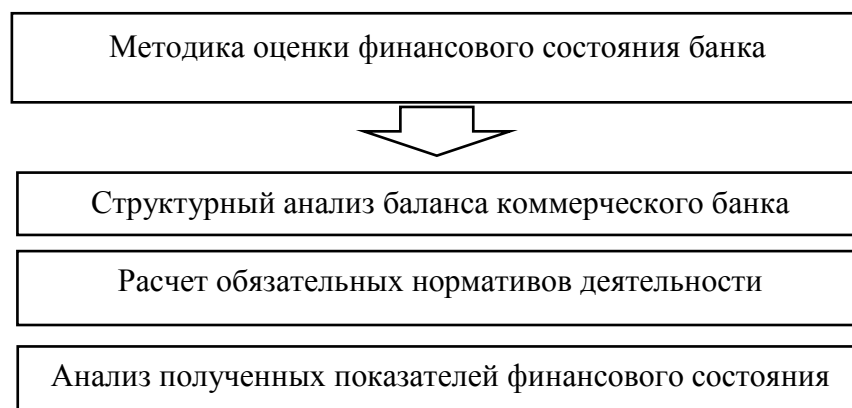 Методика оценки финансового состояния банка
Структурный анализ баланса коммерческого банка
Расчет обязательных нормативов деятельности
Анализ полученных показателей финансового состояния